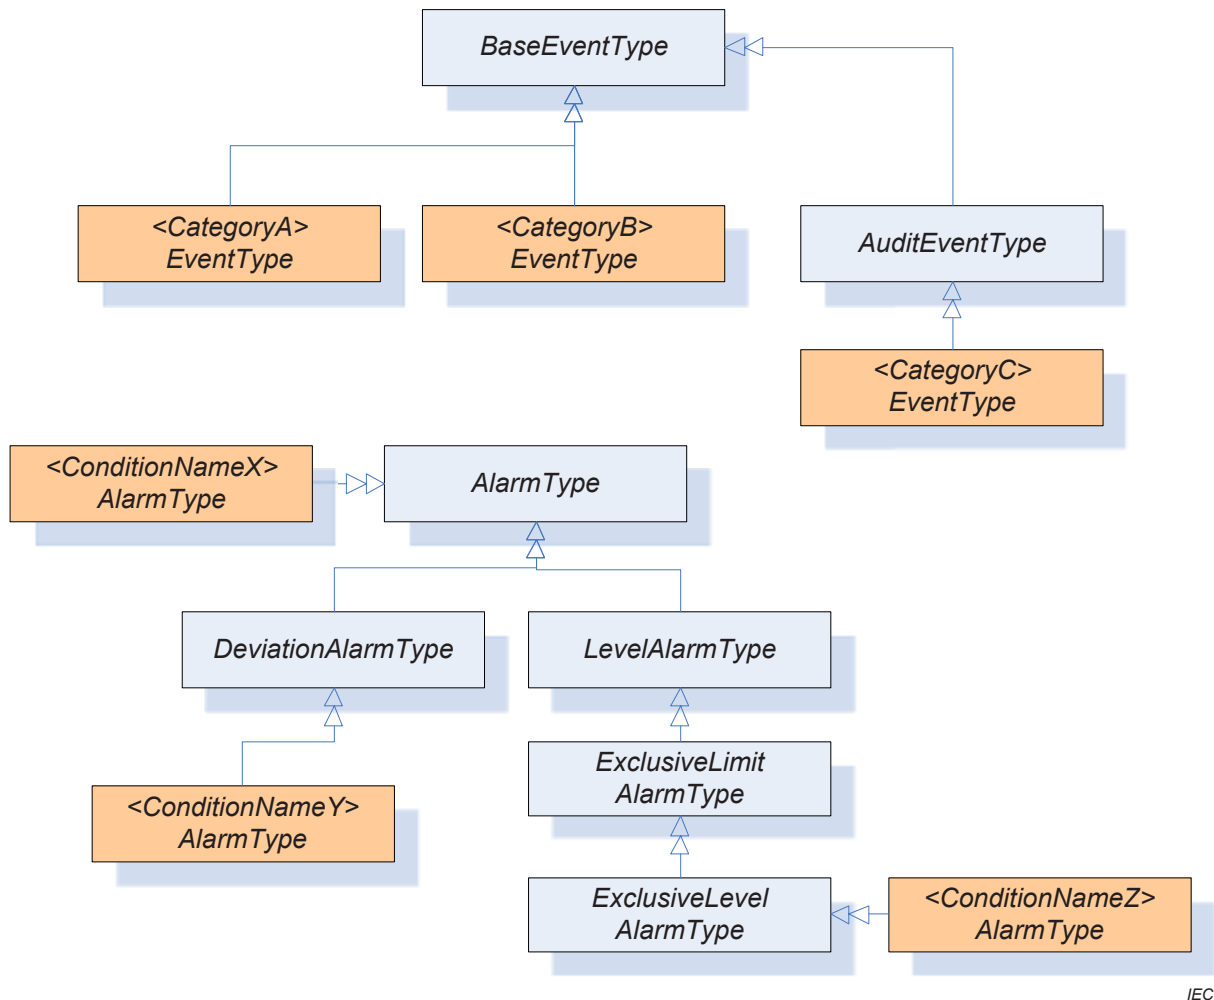 BaseEventType
<CategoryA>
EventType
<CategoryB>
EventType
AuditEventType
<CategoryC>
EventType
<ConditionNameX>
AlarmType
AlarmType
DeviationAlarmType
LevelAlarmType
ExclusiveLimit
AlarmType
<ConditionNameY>
AlarmType
ExclusiveLevel
AlarmType
<ConditionNameZ>
AlarmType
IEC